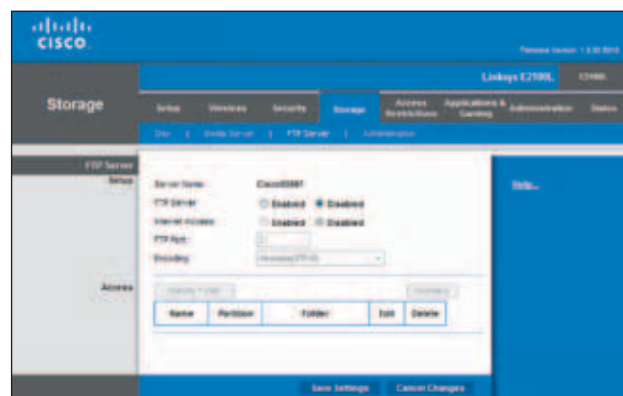 CISCO
Linksys E2100L
E2100L
Storage
Setup Wireless Security Storage Access Restrictions Applications & Gaming Administration Status
Disk | Media Server | FTP Server | Administration
FTP Server
Setup
Server Name:
FTP Server: Enabled Disabled
Internet Access: Enabled Disabled
FTP Port:
Encoding:
Help...
Access
Name Partition Folder Edit Delete
Save Settings Cancel Changes